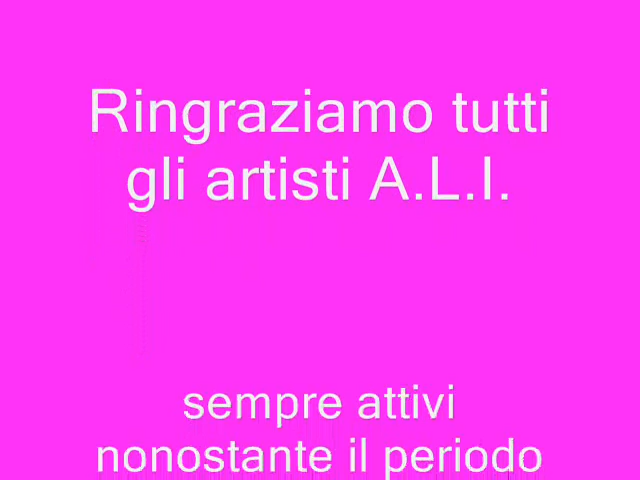 Ringraziamo tutti
gli artisti A.L.I.
sempre attivi
nonostante il periodo